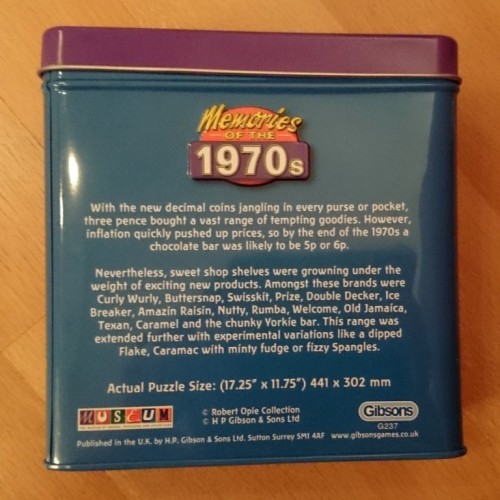 Memories
OF THE
1970s
With the new decimal coins jangling in every purse or pocket,
three pence bought a vast range of tempting goodies. However,
inflation quickly pushed up prices, so by the end of the 1970s a
chocolate bar was likely to be 5p or 6p.
Nevertheless, sweet shop shelves were growning under the
weight of exciting new products. Amongst these brands were
Curly Wurly, Buttersnap, Swisskit, Prize, Double Decker, Ice
Breaker, Amazin Raisin, Nutty, Rumba, Welcome, Old Jamaica,
Texan, Caramel and the chunky Yorkie bar. This range was
extended further with experimental variations like a dipped
Flake, Caramac with minty fudge or fizzy Spangles.
Actual Puzzle Size: (17.25" x 11.75") 441 x 302 mm
MUSEUM
© Robert Opie Collection
© H P Gibson & Sons Ltd
Gibsons
G237
Published in the U.K. by H.P. Gibson & Sons Ltd. Sutton Surrey SM1 4AF www.gibsonsgames.co.uk